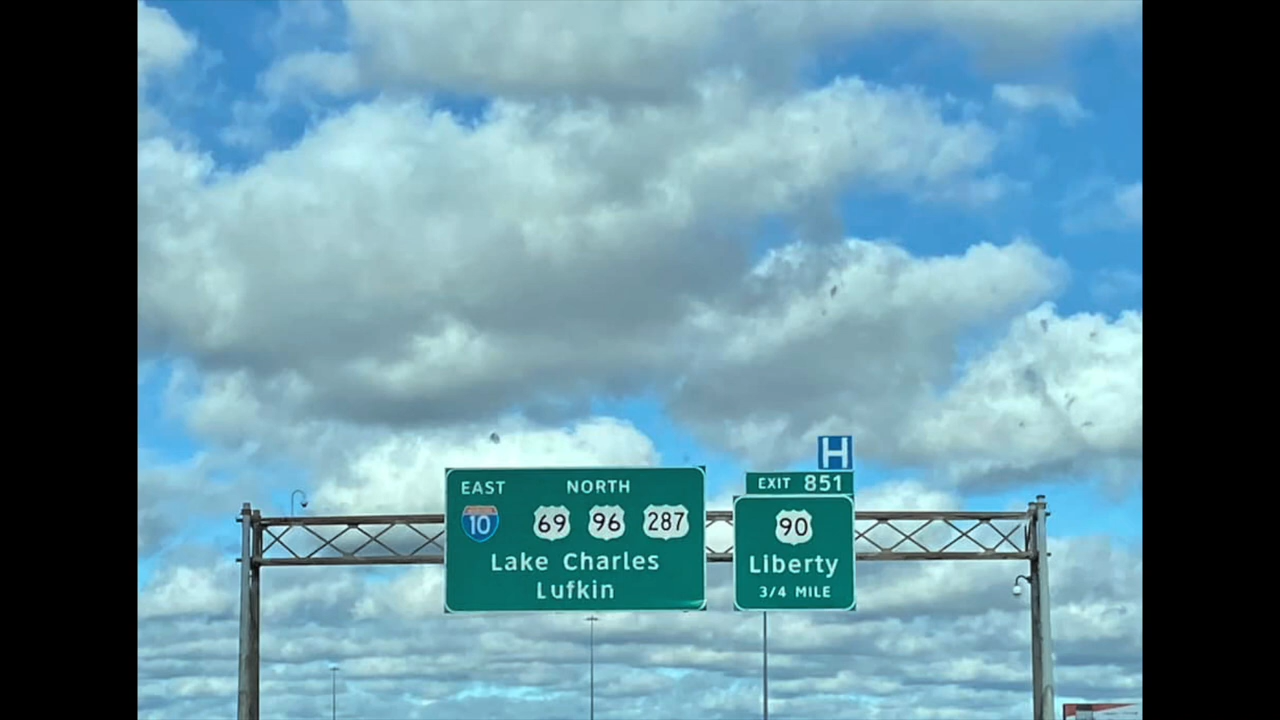 EAST NORTH
10 69 96 287
Lake Charles
Lufkin
H
EXIT 851
90
Liberty
3/4 MILE